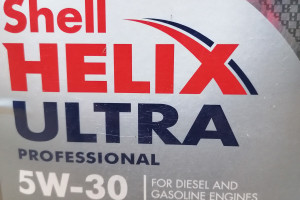 Shell
HELIX
ULTRA
PROFESSIONAL
5W-30
FOR DIESEL AND
GASOLINE ENGINES